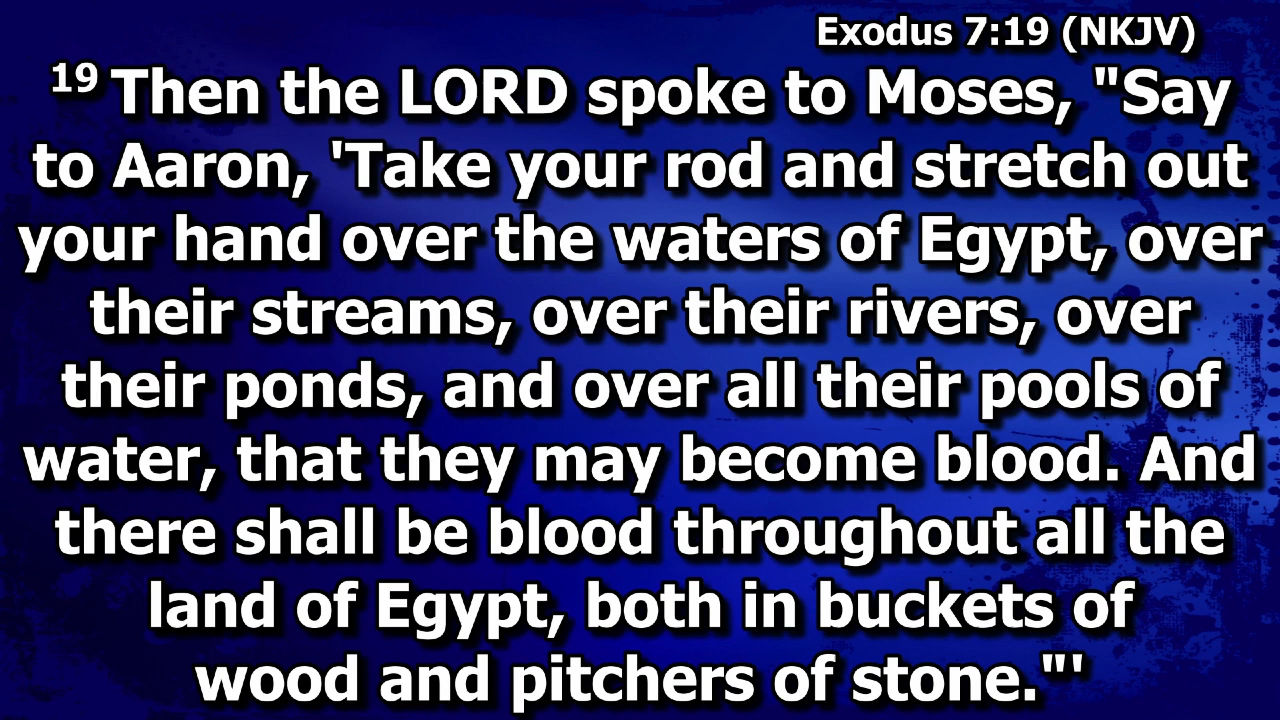 Exodus 7:19 (NKJV)
19 Then the LORD spoke to Moses, "Say
to Aaron, 'Take your rod and stretch out
your hand over the waters of Egypt, over
their streams, over their rivers, over
their ponds, and over all their pools of
water, that they may become blood. And
there shall be blood throughout all the
land of Egypt, both in buckets of
wood and pitchers of stone."'